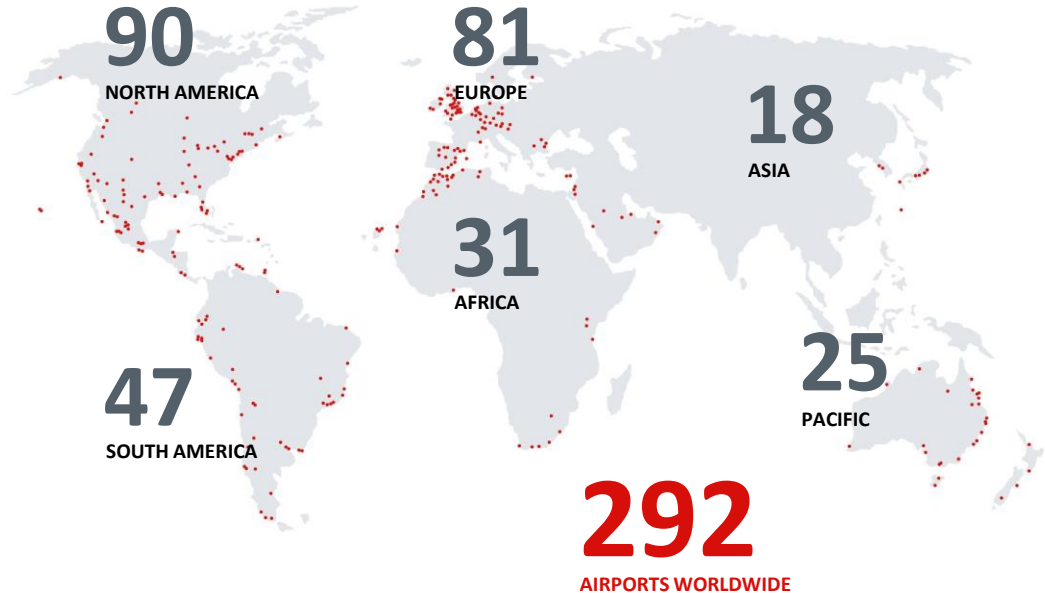 90
NORTH AMERICA
81
EUROPE
18
ASIA
31
AFRICA
47
SOUTH AMERICA
25
PACIFIC
292
AIRPORTS WORLDWIDE